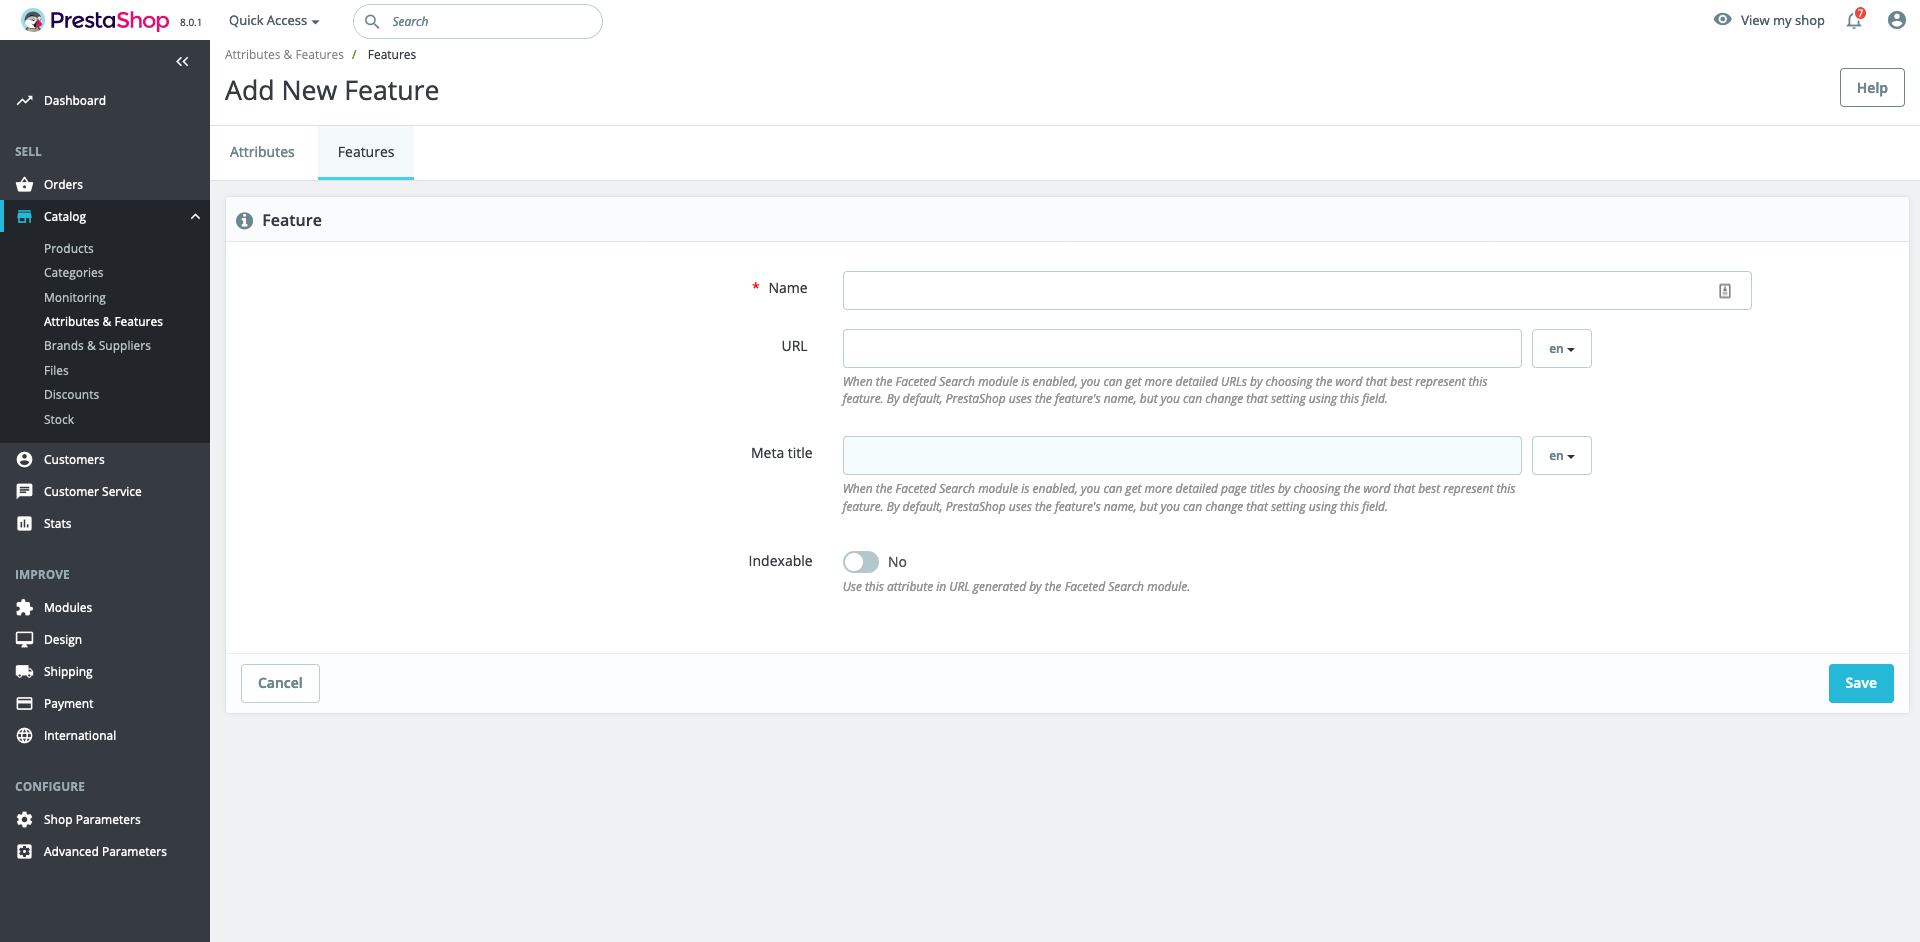 PrestaShop 8.0.1
Quick Access
Search
View my shop
7
Attributes & Features / Features
Add New Feature
Help
Dashboard
SELL
Orders
Catalog
Products
Categories
Monitoring
Attributes & Features
Brands & Suppliers
Files
Discounts
Stock
Customers
Customer Service
Stats
IMPROVE
Modules
Design
Shipping
Payment
International
CONFIGURE
Shop Parameters
Advanced Parameters
Attributes
Features
Feature
* Name
URL
en
When the Faceted Search module is enabled, you can get more detailed URLs by choosing the word that best represent this
feature. By default, PrestaShop uses the feature's name, but you can change that setting using this field.
Meta title
en
When the Faceted Search module is enabled, you can get more detailed page titles by choosing the word that best represent this
feature. By default, PrestaShop uses the feature's name, but you can change that setting using this field.
Indexable
No
Use this attribute in URL generated by the Faceted Search module.
Cancel
Save